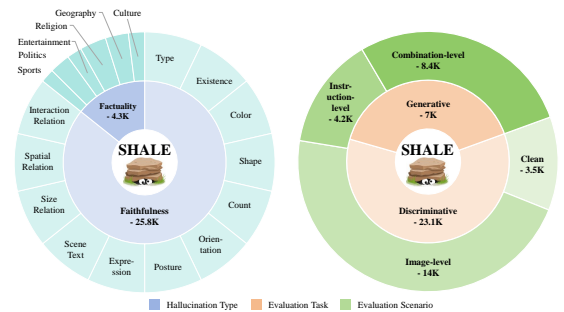 Geography
Culture
Religion
Entertainment
Politics
Sports
Type
Existence
Color
Shape
Count
Orien-
tation
Posture
Expre-
ssion
Scene
Text
Size
Relation
Spatial
Relation
Interaction
Relation
Factuality
- 4.3K
SHALE
Faithfulness
- 25.8K
Combination-level
- 8.4K
Instr-
uction-
level
- 4.2K
Generative
- 7K
SHALE
Clean
- 3.5K
Discriminative
- 23.1K
Image-level
- 14K
Hallucination Type
Evaluation Task
Evaluation Scenario